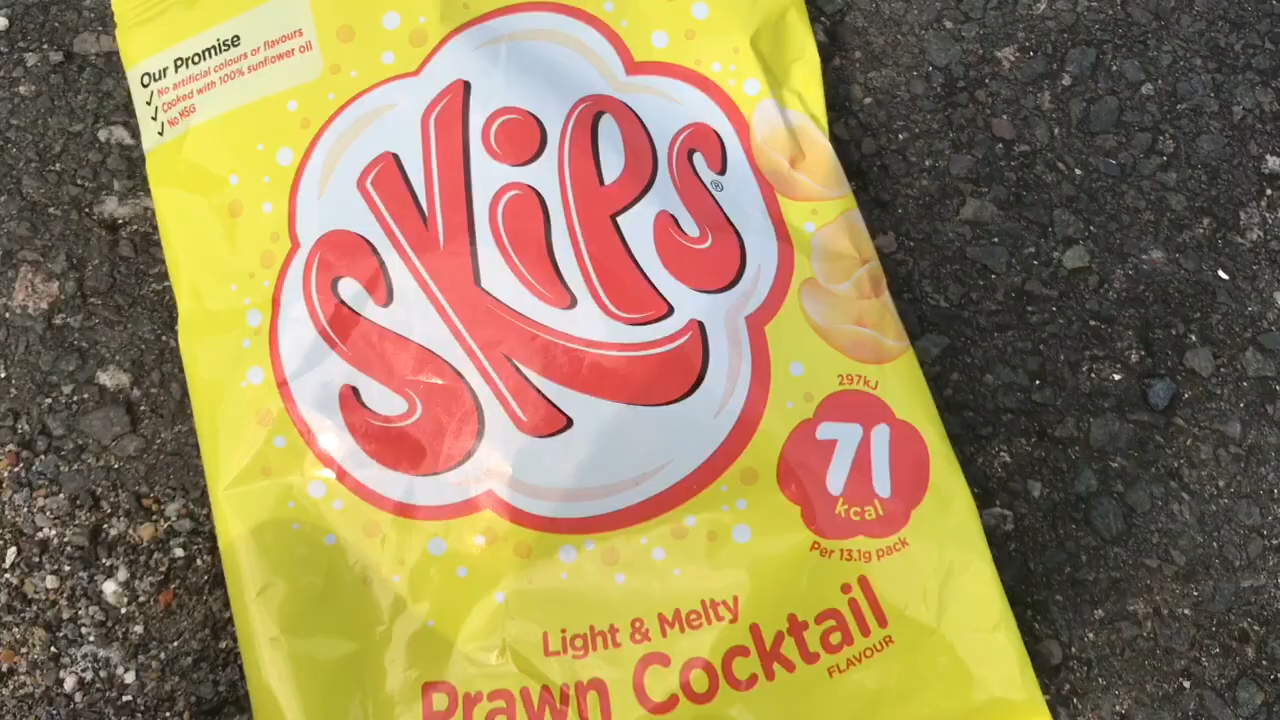 Our Promise
✓ No artificial colours or flavours
✓ Cooked with 100% sunflower oil
✓ No MSG
SKiPS®
297kJ
71
kcal
Per 13.1g pack
Light & Melty
Prawn Cocktail
FLAVOUR